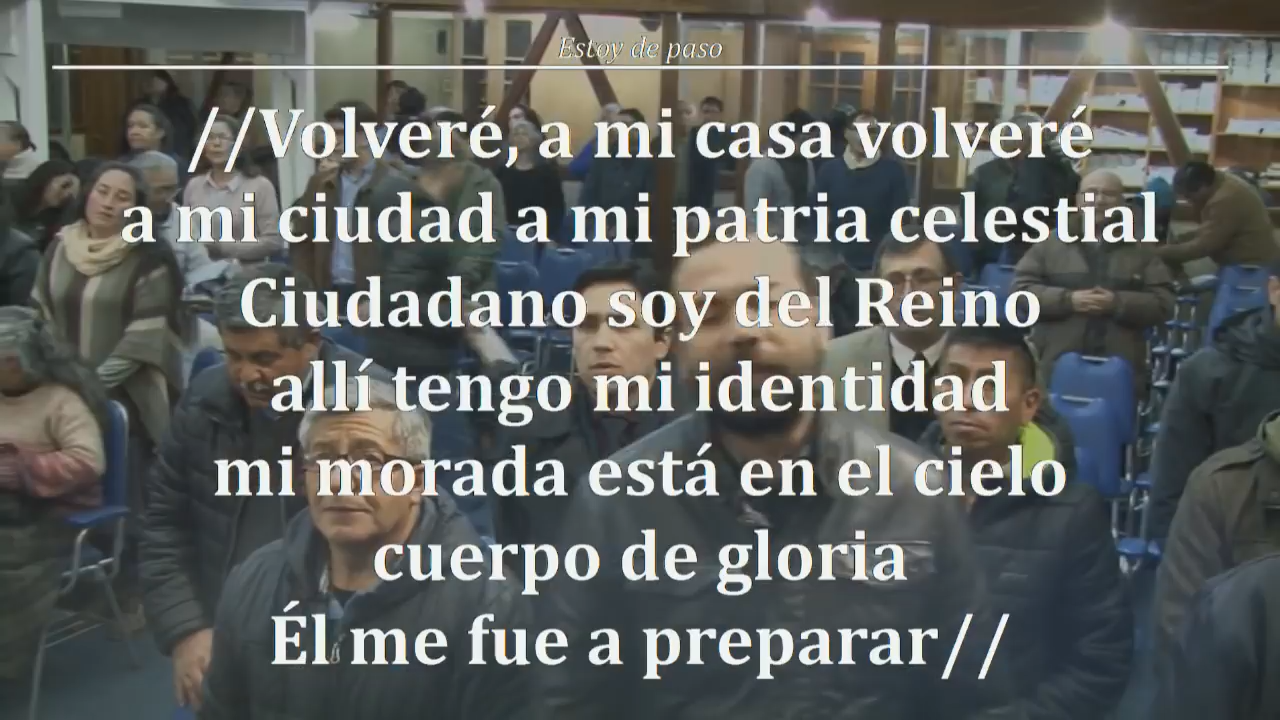 Estoy de paso
//Volveré, a mi casa volveré
a mi ciudad a mi patria celestial
Ciudadano soy del Reino
allí tengo mi identidad
mi morada está en el cielo
cuerpo de gloria
Él me fue a preparar//